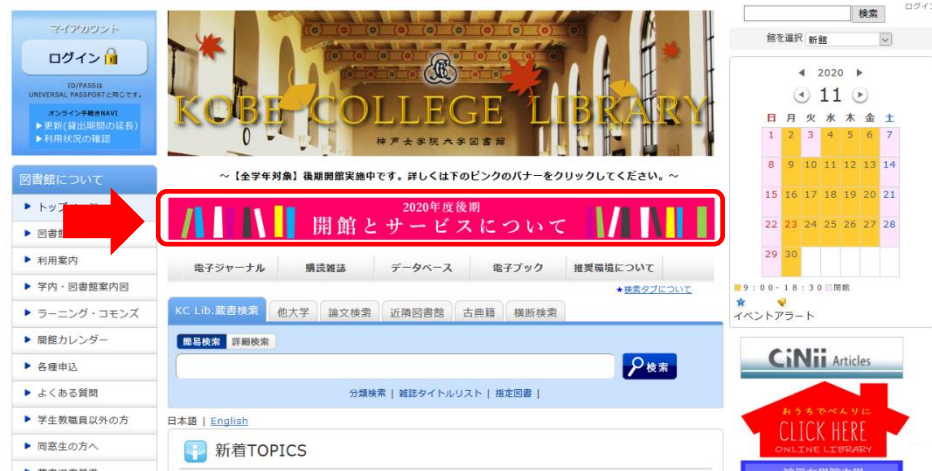 マイアカウント
ログイン
ID/PASSは
UNIVERSAL PASSPORTと同じです。
オンライン手続きNAVI
▶更新(貸出期間の延長)
▶利用状況の確認
図書館について
トップ
図書館
利用案内
学内・図書館案内図
ラーニング・コモンズ
開館カレンダー
各種申込
よくある質問
学生教職員以外の方
同窓生の方へ
KOBE COLLEGE LIBRARY
神戸女学院大学図書館
～【全学年対象】後期開館実施中です。詳しくは下のピンクのバナーをクリックしてください。～
2020年度後期
開館とサービスについて
電子ジャーナル 購読雑誌 データベース 電子ブック 推奨環境について
★検索タブについて
KC Lib.蔵書検索 他大学 論文検索 近隣図書館 古典籍 横断検索
簡易検索 詳細検索
検索
分類検索 | 雑誌タイトルリスト | 指定図書 |
日本語 | English
新着TOPICS
検索
ログイン
館を選択 新館
◀ 2020 ▶
11
日 月 火 水 木 金 土
1 2 3 4 5 6 7
8 9 10 11 12 13 14
15 16 17 18 19 20 21
22 23 24 25 26 27 28
29 30
9:00-18:30 閉館
イベントアラート
CiNii Articles
おうちでべんりに
CLICK HERE
ONLINE LIBRARY